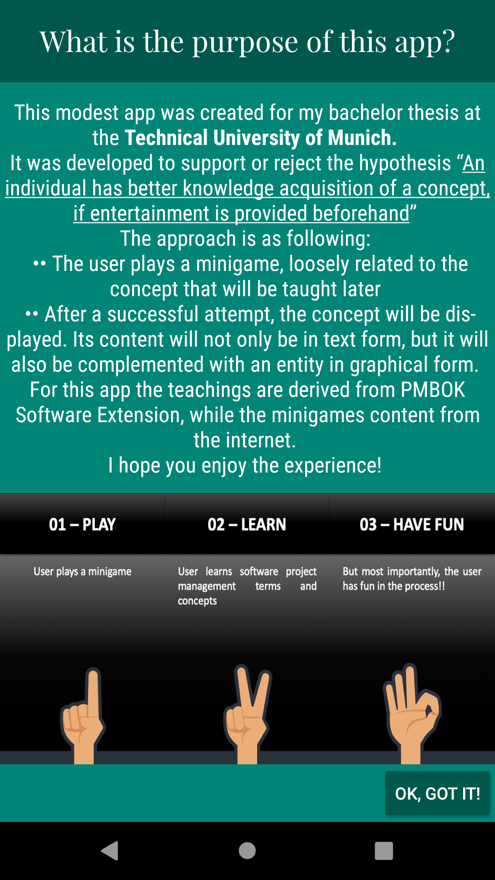 What is the purpose of this app?
This modest app was created for my bachelor thesis at
the Technical University of Munich.
It was developed to support or reject the hypothesis “An
individual has better knowledge acquisition of a concept,
if entertainment is provided beforehand”
The approach is as following:
•• The user plays a minigame, loosely related to the
concept that will be taught later
•• After a successful attempt, the concept will be dis-
played. Its content will not only be in text form, but it will
also be complemented with an entity in graphical form.
For this app the teachings are derived from PMBOK
Software Extension, while the minigames content from
the internet.
I hope you enjoy the experience!
01 – PLAY
User plays a minigame
02 – LEARN
User learns software project
management terms and
concepts
03 – HAVE FUN
But most importantly, the user
has fun in the process!!
OK, GOT IT!